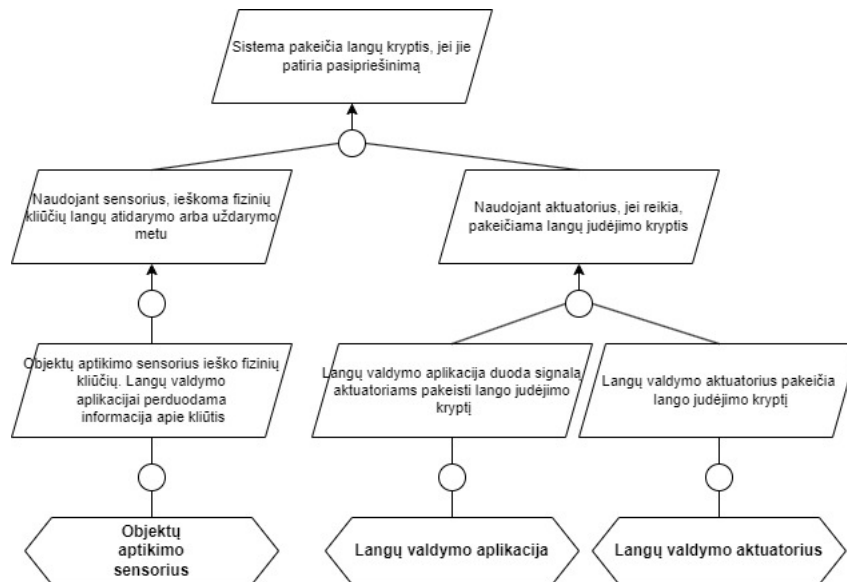 Sistema pakeičia langų kryptis, jei jie
patiria pasipriešinimą
Naudojant sensorius, ieškoma fizinių
kliūčių langų atidarymo arba uždarymo
metu
Naudojant aktuatorius, jei reikia,
pakeičiama langų judėjimo kryptis
Objektų aptikimo sensorius ieško fizinių
kliūčių. Langų valdymo
aplikacijai perduodama
informacija apie kliūtis
Langų valdymo aplikacija duoda signalą
aktuatoriams pakeisti lango judėjimo
kryptį
Langų valdymo aktuatorius pakeičia
lango judėjimo kryptį
Objektų
aptikimo
sensorius
Langų valdymo aplikacija
Langų valdymo aktuatorius